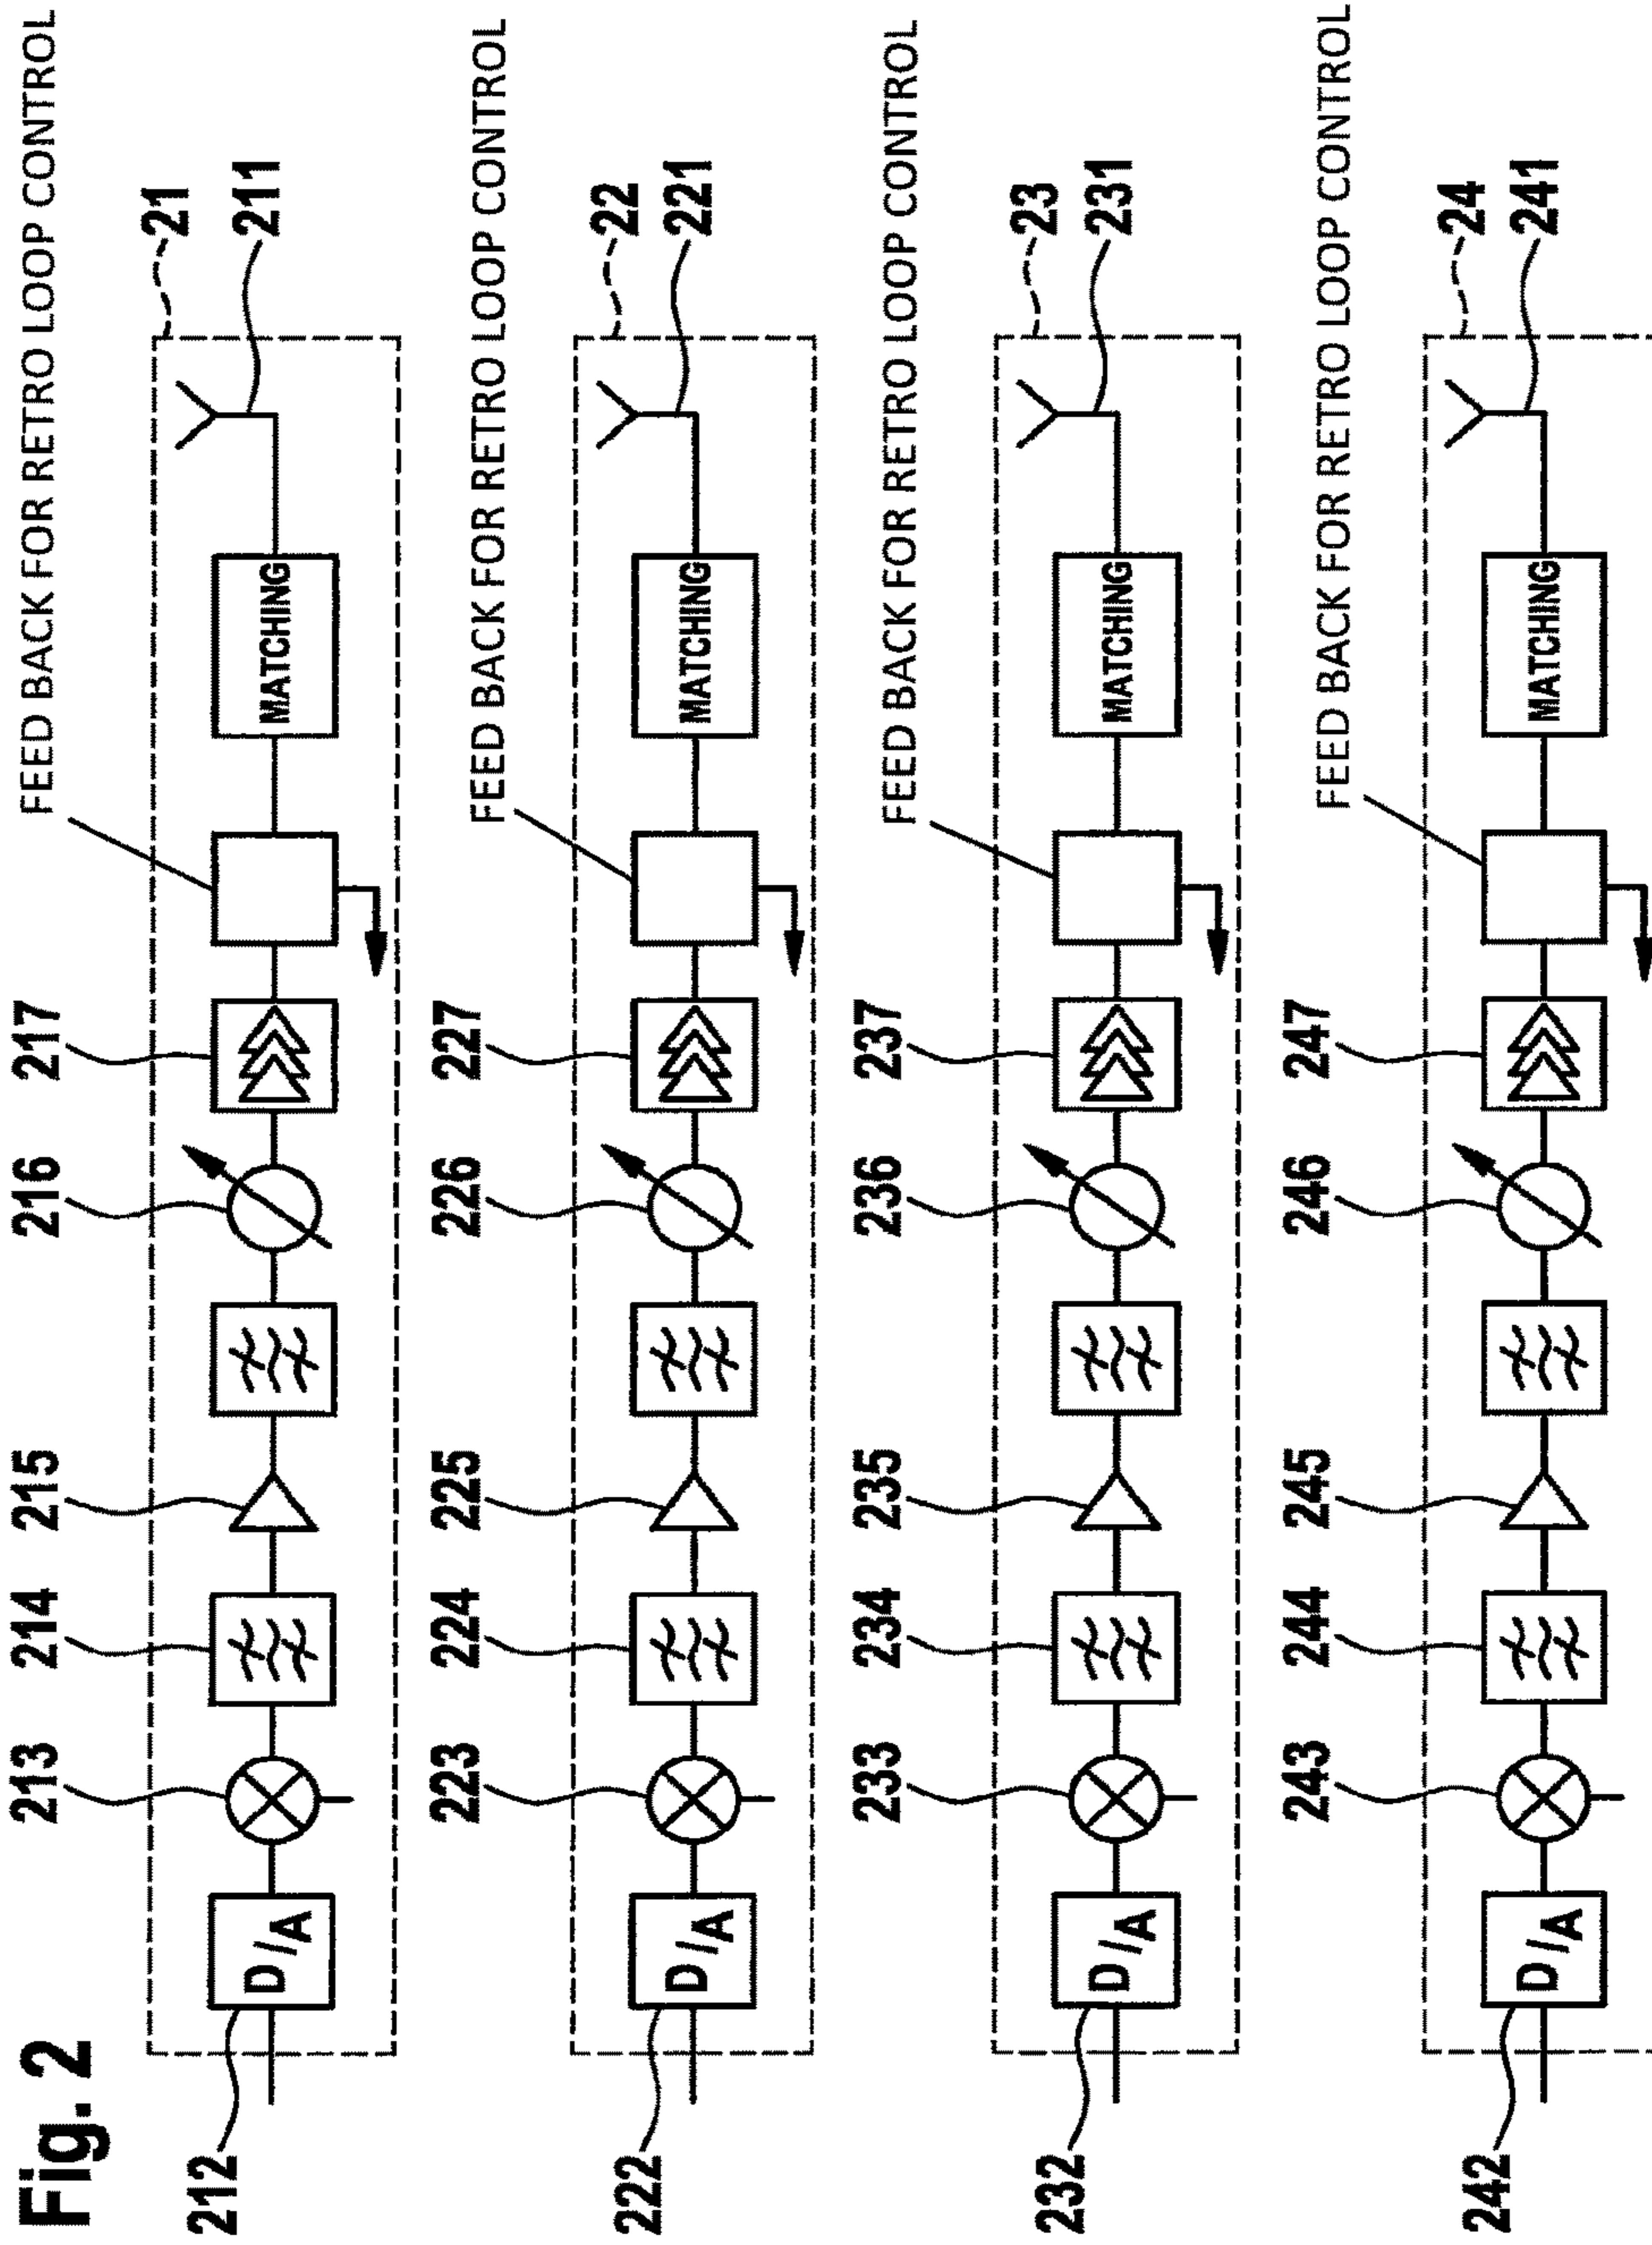 Fig. 2
FEED BACK FOR RETRO LOOP CONTROL
213 214 215 216 217
21
211
212
D/A
MATCHING
FEED BACK FOR RETRO LOOP CONTROL
223 224 225 226 227
22
221
222
D/A
MATCHING
FEED BACK FOR RETRO LOOP CONTROL
233 234 235 236 237
23
231
232
D/A
MATCHING
FEED BACK FOR RETRO LOOP CONTROL
243 244 245 246 247
24
241
242
D/A
MATCHING